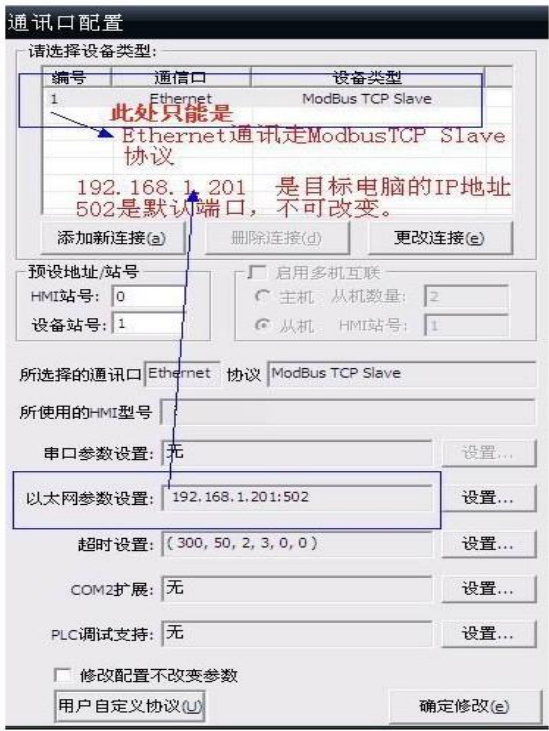 通讯口配置
请选择设备类型:
编号 通信口 设备类型
1 Ethernet ModBus TCP Slave
此处只能是
Ethernet通讯走ModbusTCP Slave
协议
192.168.1.201 是目标电脑的IP地址
502是默认端口，不可改变。
添加新连接(a) 删除连接(d) 更改连接(e)
预设地址/站号 启用多机互联
HMI站号: 0 主机 从机数量: 2
设备站号: 1 从机 HMI站号: 1
所选择的通讯口 Ethernet 协议 ModBus TCP Slave
所使用的HMI型号
串口参数设置: 无 设置...
以太网参数设置: 192.168.1.201:502 设置...
超时设置: (300, 50, 2, 3, 0, 0) 设置...
COM2扩展: 无 设置...
PLC调试支持: 无 设置...
修改配置不改变参数
用户自定义协议(U) 确定修改(e)